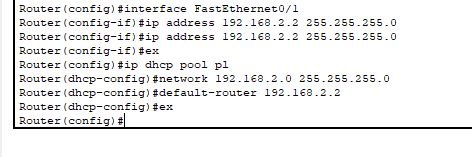 Router(config)#interface FastEthernet0/1
Router(config-if)#ip address 192.168.2.2 255.255.255.0
Router(config-if)#ip address 192.168.2.2 255.255.255.0
Router(config-if)#ex
Router(config)#ip dhcp pool pl
Router(dhcp-config)#network 192.168.2.0 255.255.255.0
Router(dhcp-config)#default-router 192.168.2.2
Router(dhcp-config)#ex
Router(config)#